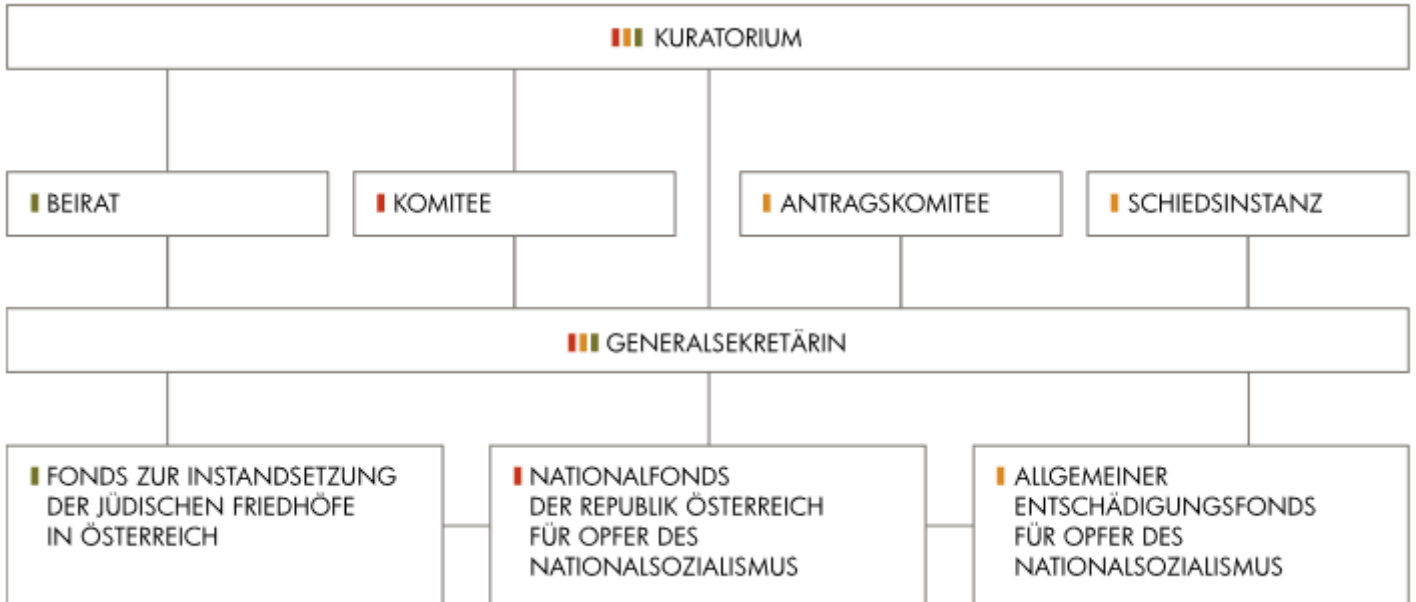 KURATORIUM
BEIRAT
KOMITEE
ANTRAGSKOMITEE
SCHIEDSINSTANZ
GENERALSEKRETÄRIN
FONDS ZUR INSTANDSETZUNG
DER JÜDISCHEN FRIEDHÖFE
IN ÖSTERREICH
NATIONALFONDS
DER REPUBLIK ÖSTERREICH
FÜR OPFER DES
NATIONALSOZIALISMUS
ALLGEMEINER
ENTSCHÄDIGUNGSFONDS
FÜR OPFER DES
NATIONALSOZIALISMUS